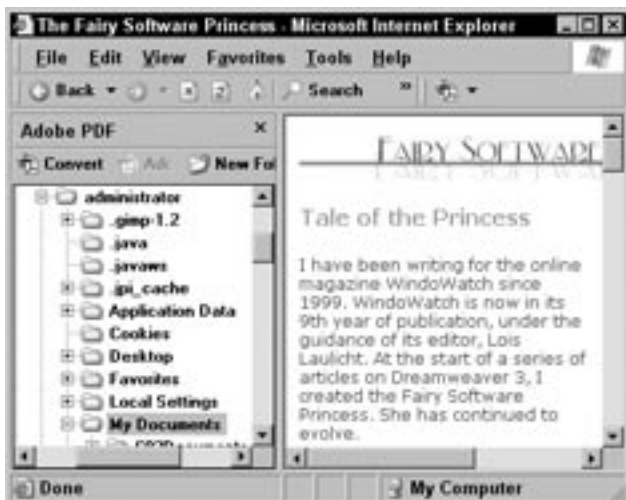 The Fairy Software Princess - Microsoft Internet Explorer
File Edit View Favorites Tools Help
Back Search »
Adobe PDF ×
Convert Add New Fol
administrator
.gimp-1.2
.java
.javaws
.jpi_cache
Application Data
Cookies
Desktop
Favorites
Local Settings
My Documents
FAIRY SOFTWARE
Tale of the Princess
I have been writing for the online
magazine WindoWatch since
1999. WindoWatch is now in its
9th year of publication, under the
guidance of its editor, Lois
Laulicht. At the start of a series of
articles on Dreamweaver 3, I
created the Fairy Software
Princess. She has continued to
evolve.
Done
My Computer